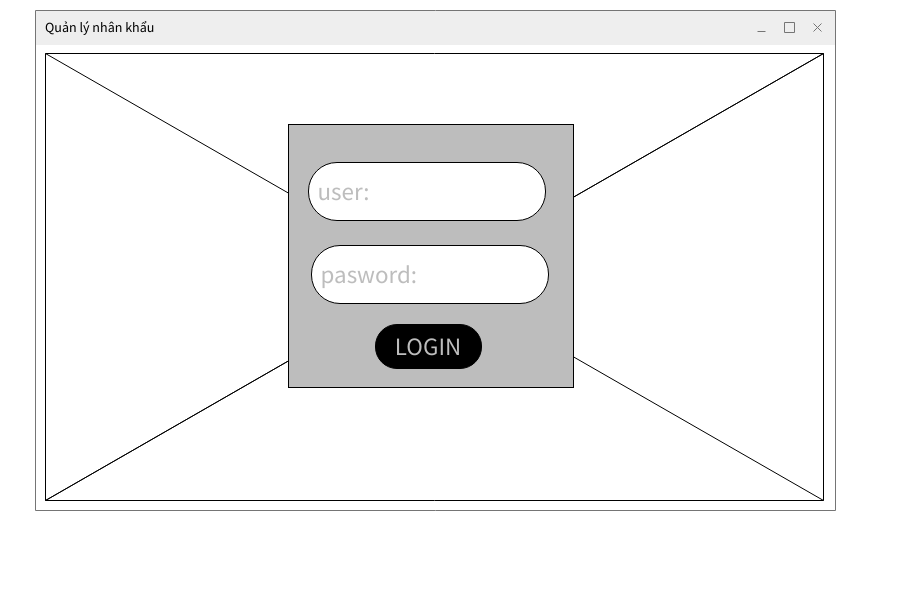 Quản lý nhân khẩu
user:
pasword:
LOGIN